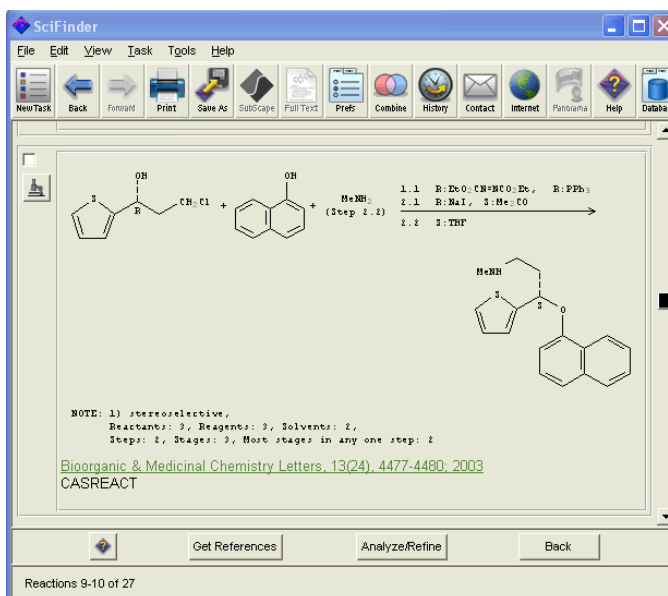 SciFinder
File Edit View Task Tools Help
New Task Back Forward Print Save As SubScape Full Text Prefs Combine History Contact Internet Panorama Help Databa
OH
S
R
CH2Cl
+
OH
+
MeNH2
(Step 2.2)
1.1 R:EtO2CN=NCO2Et, R:PPh3
2.1 R:NaI, S:Me2CO
2.2 S:THF
MeNH
S
S
O
NOTE: 1) stereoselective,
Reactants: 3, Reagents: 3, Solvents: 2,
Steps: 2, Stages: 3, Most stages in any one step: 2
Bioorganic & Medicinal Chemistry Letters, 13(24), 4477-4480; 2003
CASREACT
Get References Analyze/Refine Back
Reactions 9-10 of 27